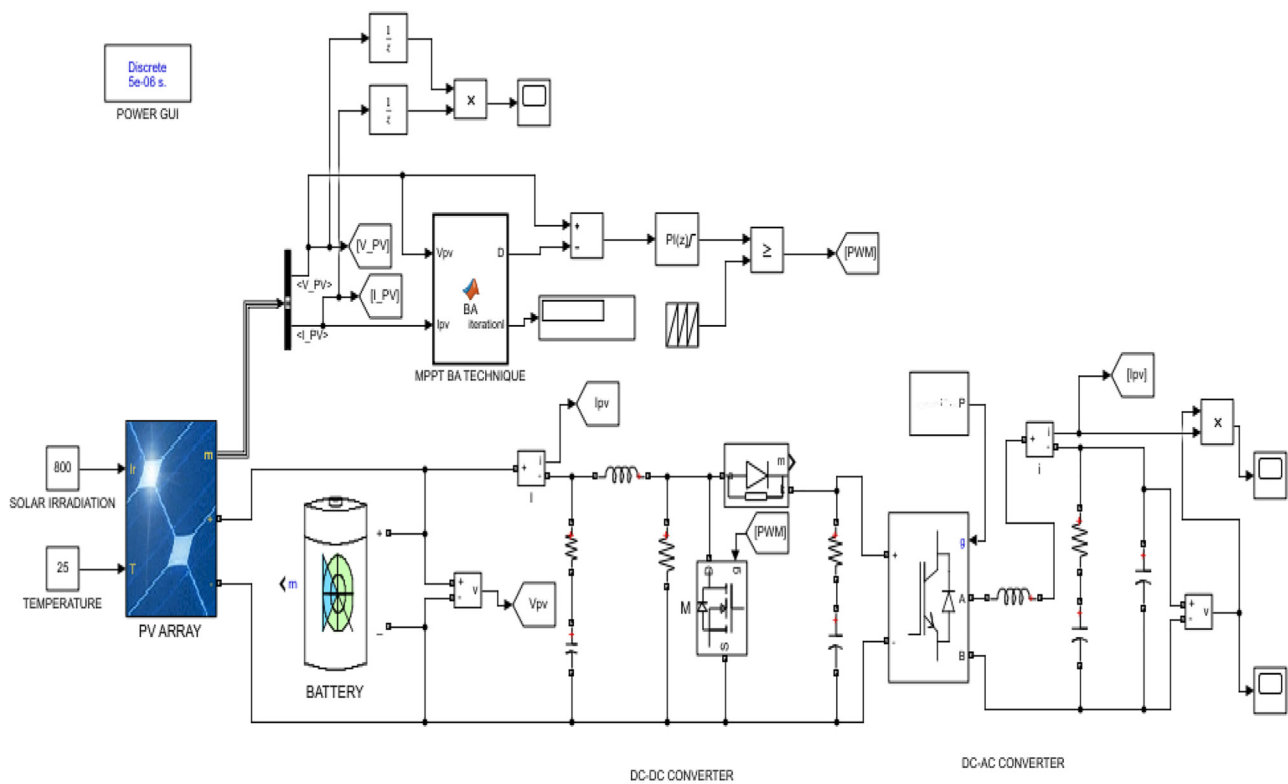 Discrete
5e-06 s.
POWER GUI
1
z
1
z
x
[V_PV]
<V_PV>
[I_PV]
<I_PV>
Vpv
D
BA
Ipv
iterationI
MPPT BA TECHNIQUE
+
-
PI(z)
≥
[PWM]
800
SOLAR IRRADIATION
25
TEMPERATURE
Ir
T
m
+
-
PV ARRAY
m
+
_
BATTERY
+
-
v
Vpv
+
i
-
I
Ipv
a
m
[PWM]
g
D
M
S
DC-DC CONVERTER
P
+
-
g
A
B
DC-AC CONVERTER
+
i
-
i
[Ipv]
x
+
-
v